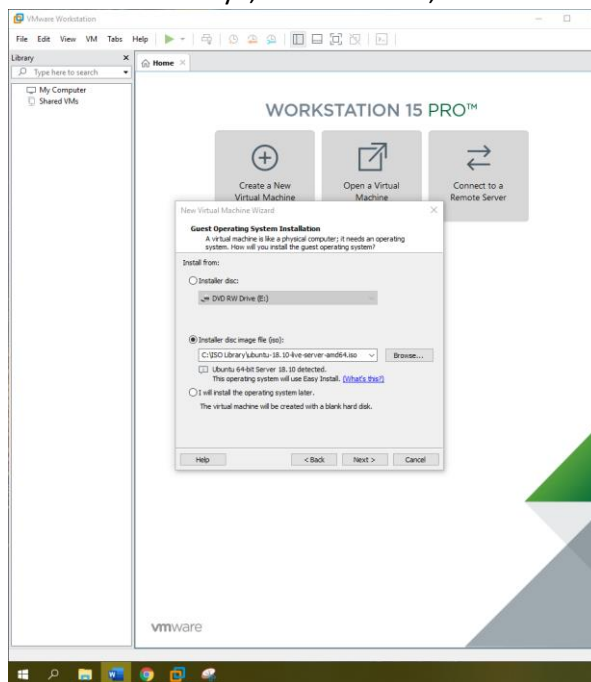 VMware Workstation
File Edit View VM Tabs Help
Library
Home
Type here to search
My Computer
Shared VMs
WORKSTATION 15 PRO™
Create a New
Virtual Machine
Open a Virtual
Machine
Connect to a
Remote Server
New Virtual Machine Wizard
Guest Operating System Installation
A virtual machine is like a physical computer; it needs an operating
system. How will you install the guest operating system?
Install from:
Installer disc:
DVD RW Drive (E:)
Installer disc image file (iso):
C:\ISO Library\ubuntu-18.10-live-server-amd64.iso
Browse...
Ubuntu 64-bit Server 18.10 detected.
This operating system will use Easy Install. (What's this?)
I will install the operating system later.
The virtual machine will be created with a blank hard disk.
Help
< Back
Next >
Cancel
vmware